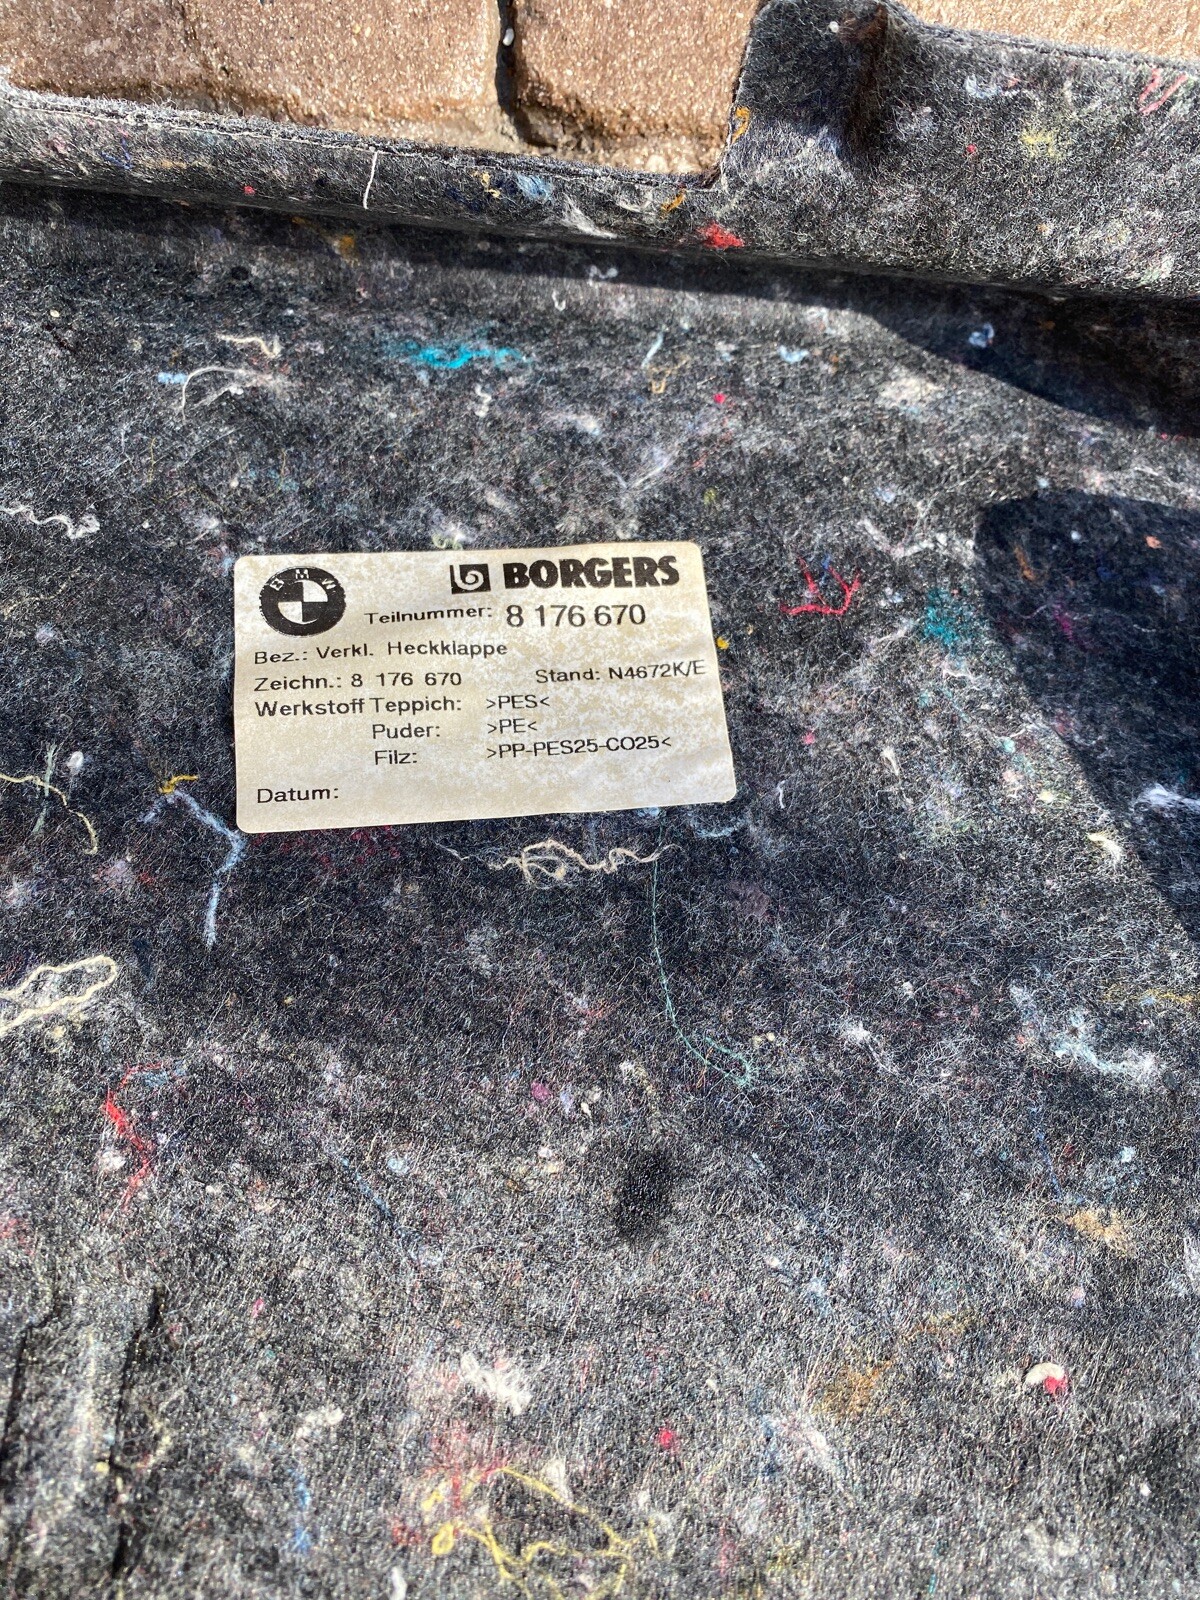 BMW
BORGERS
Teilnummer: 8 176 670
Bez.: Verkl. Heckklappe
Zeichn.: 8 176 670 Stand: N4672K/E
Werkstoff Teppich: >PES<
Puder: >PE<
Filz: >PP-PES25-CO25<
Datum: